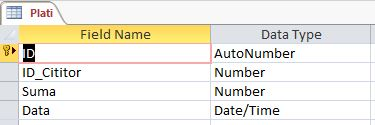 Plati
Field Name Data Type
ID AutoNumber
ID_Cititor Number
Suma Number
Data Date/Time